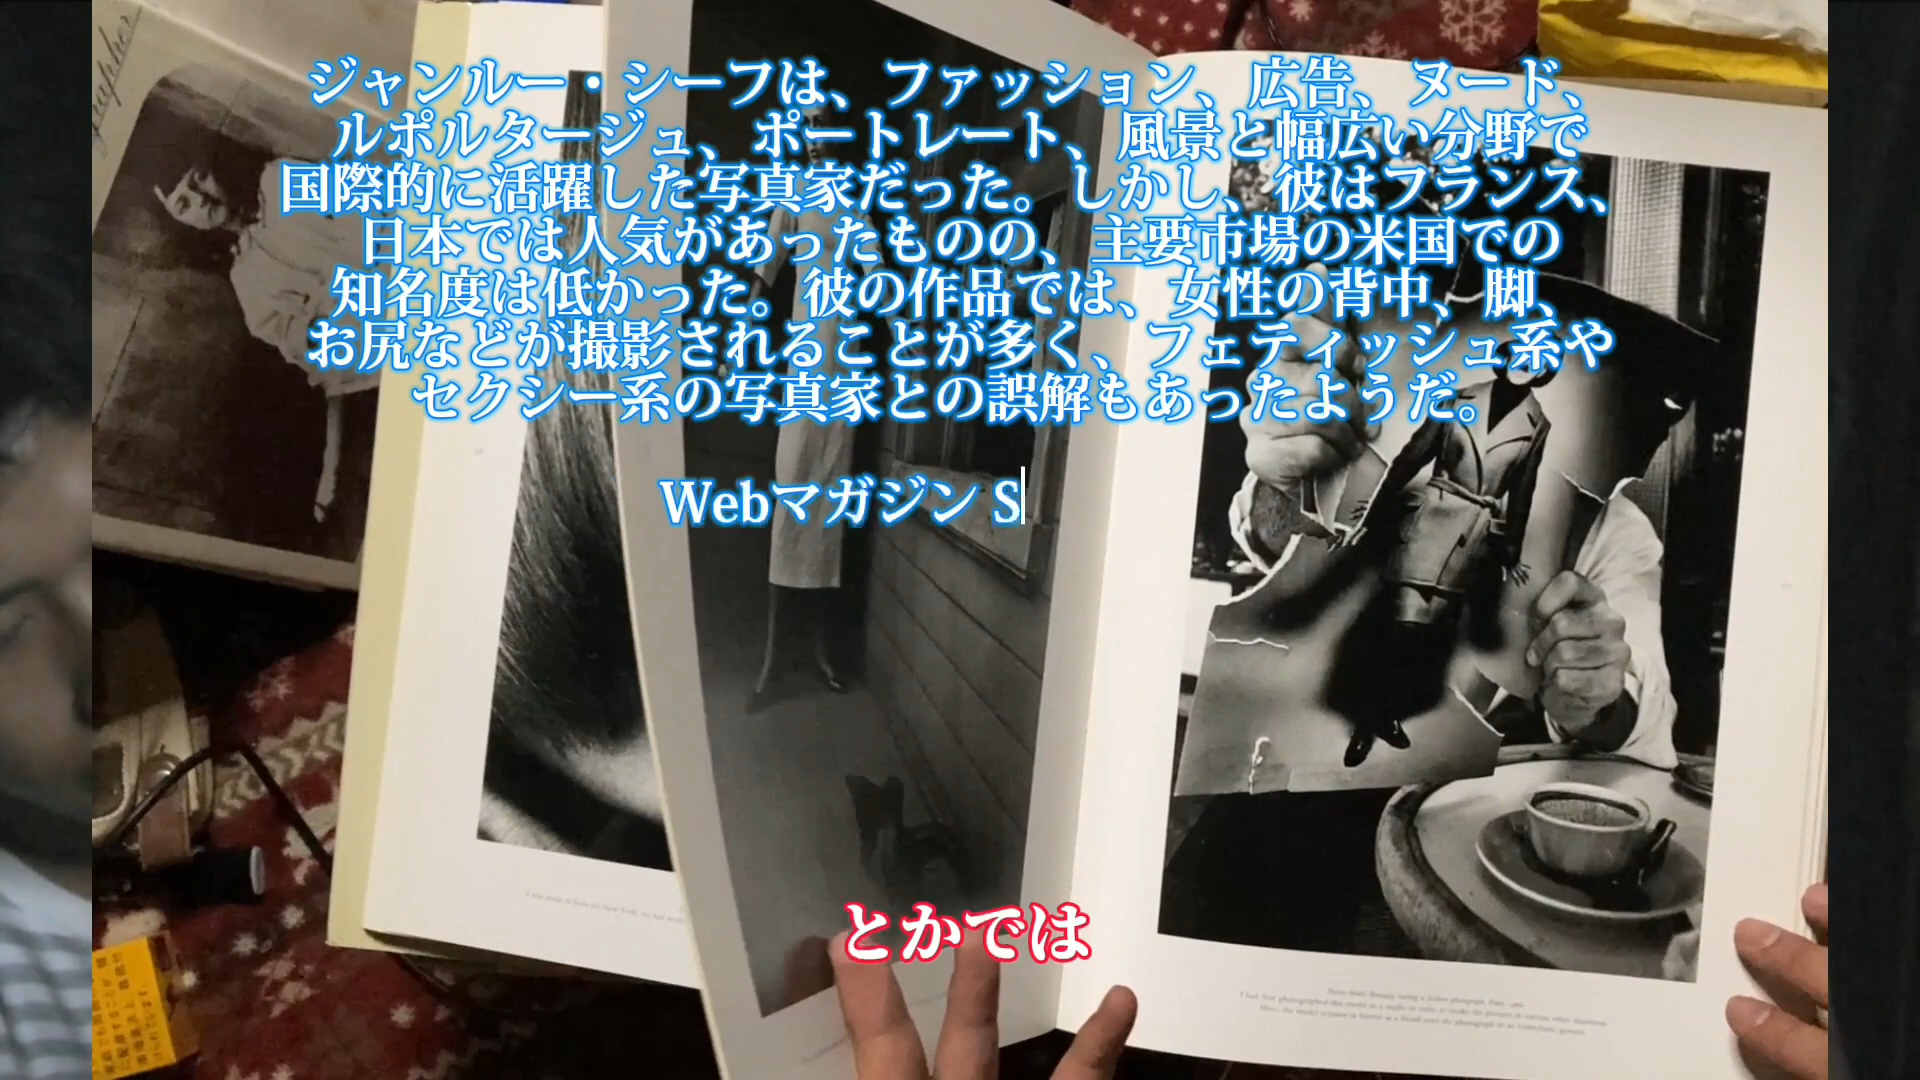 ジャンルー・シーフは、ファッション、広告、ヌード、
ルポルタージュ、ポートレート、風景と幅広い分野で
国際的に活躍した写真家だった。しかし、彼はフランス、
日本では人気があったものの、主要市場の米国での
知名度は低かった。彼の作品では、女性の背中、脚、
お尻などが撮影されることが多く、フェティッシュ系や
セクシー系の写真家との誤解もあったようだ。
Webマガジン S
とかでは